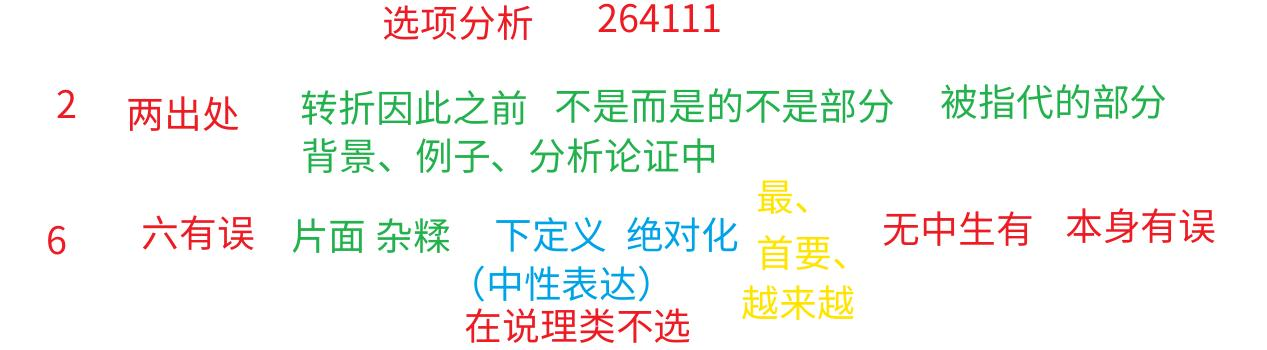 选项分析 264111
2 两出处 转折因此之前 不是而是的不是部分 被指代的部分
背景、例子、分析论证中
最、
6 六有误 片面 杂糅 下定义 绝对化 首要、 无中生有 本身有误
（中性表达） 越来越
在说理类不选